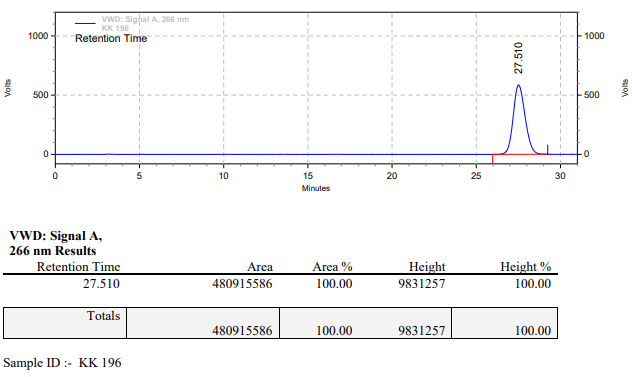 VWD: Signal A, 266 nm
KK 196
Retention Time
27.510
1000
500
0
Volts
1000
500
0
Volts
0 5 10 15 20 25 30
Minutes
VWD: Signal A,
266 nm Results
Retention Time Area Area % Height Height %
27.510 480915586 100.00 9831257 100.00
Totals
480915586 100.00 9831257 100.00
Sample ID :- KK 196